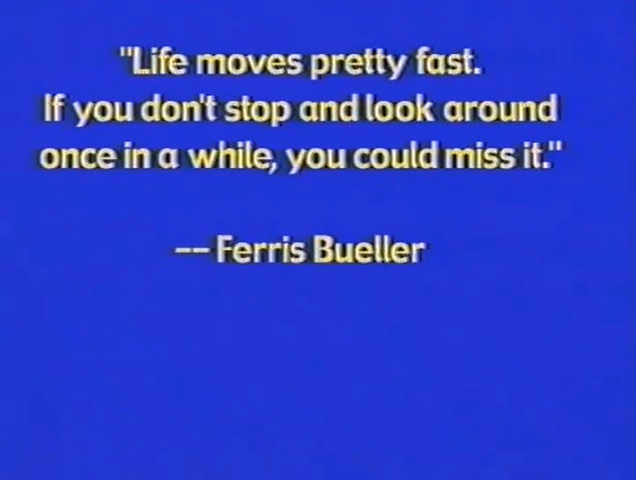 "Life moves pretty fast.
If you don't stop and look around
once in a while, you could miss it."
-- Ferris Bueller